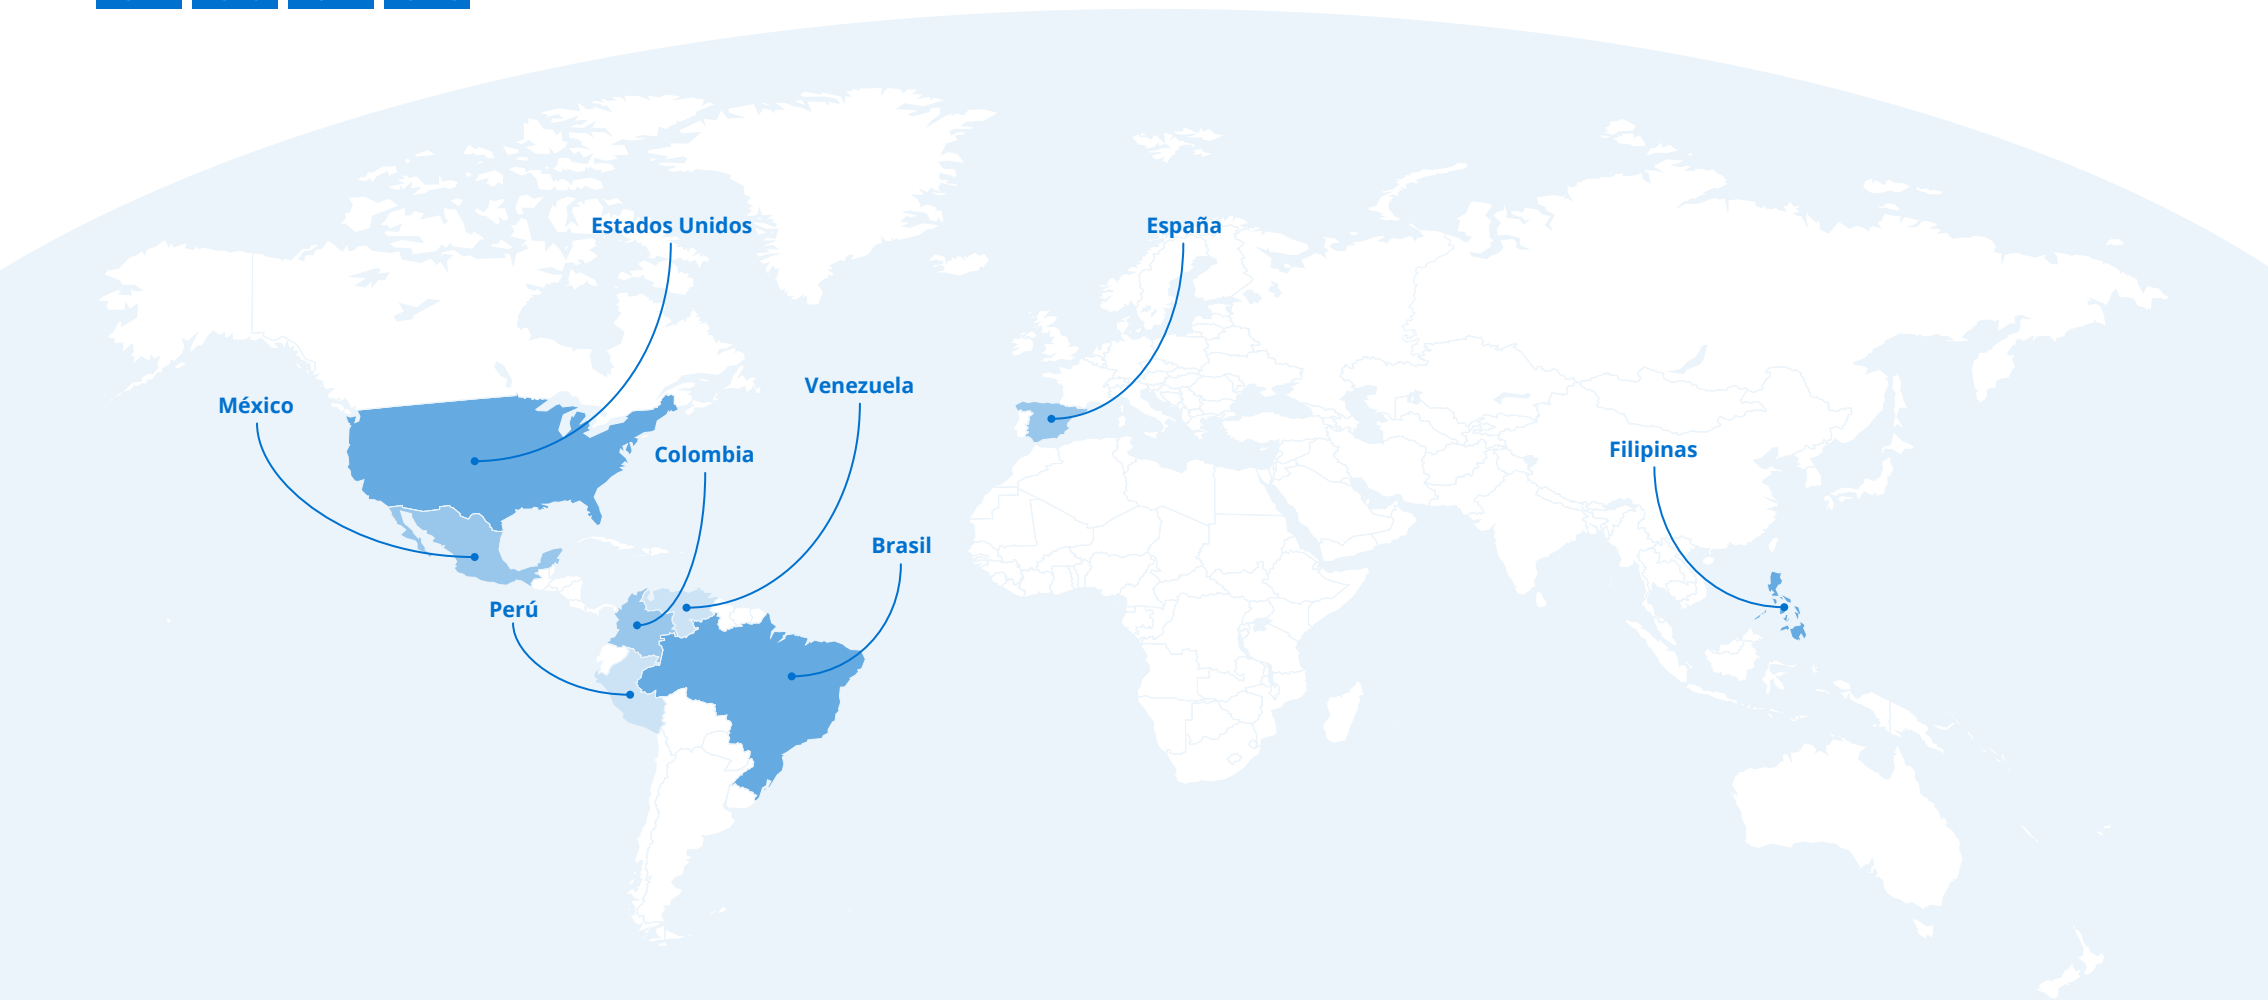 Estados Unidos
España
Venezuela
México
Colombia
Filipinas
Brasil
Perú